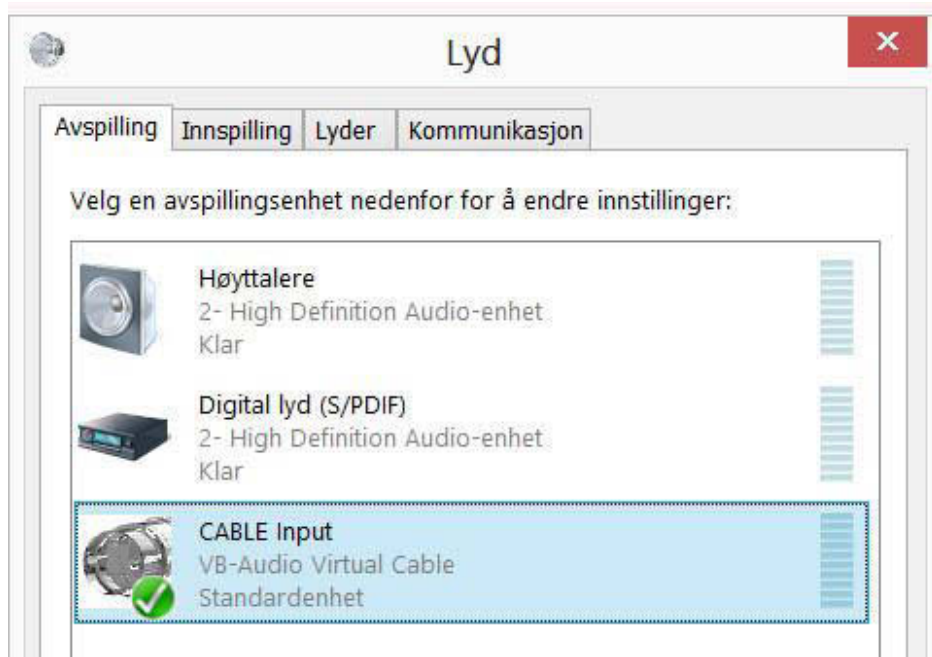 Lyd
Avspilling Innspilling Lyder Kommunikasjon
Velg en avspillingsenhet nedenfor for å endre innstillinger:
Høyttalere
2- High Definition Audio-enhet
Klar
Digital lyd (S/PDIF)
2- High Definition Audio-enhet
Klar
CABLE Input
VB-Audio Virtual Cable
Standardenhet